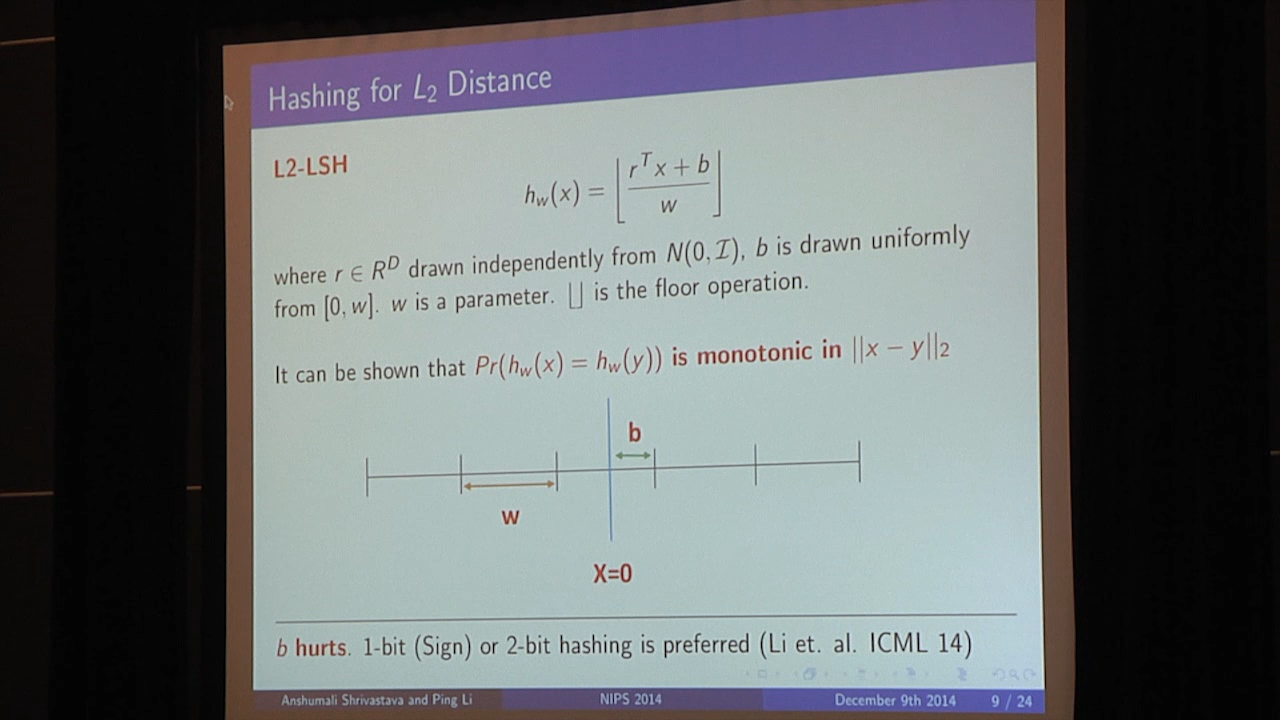 Hashing for L₂ Distance
L2-LSH
h_w(x) = ⌊(r^T x + b) / w⌋
where r ∈ R^D drawn independently from N(0, I), b is drawn uniformly
from [0, w]. w is a parameter. ⌊⌋ is the floor operation.
It can be shown that Pr(h_w(x) = h_w(y)) is monotonic in ||x − y||₂
b
w
X=0
b hurts. 1-bit (Sign) or 2-bit hashing is preferred (Li et. al. ICML 14)
Anshumali Shrivastava and Ping Li NIPS 2014 December 9th 2014 9 / 24